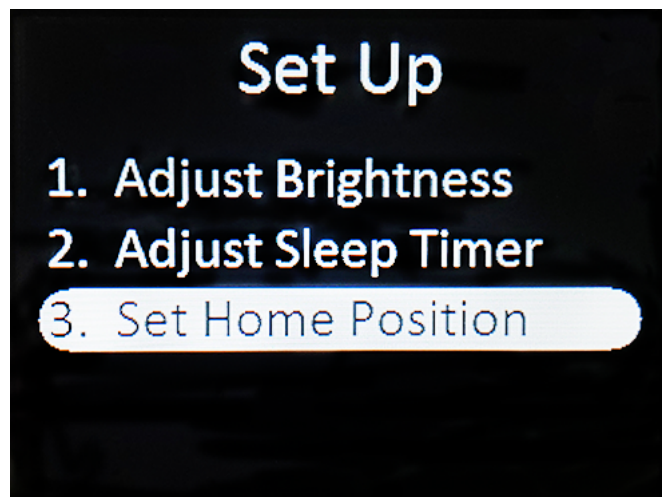 Set Up
1. Adjust Brightness
2. Adjust Sleep Timer
3. Set Home Position